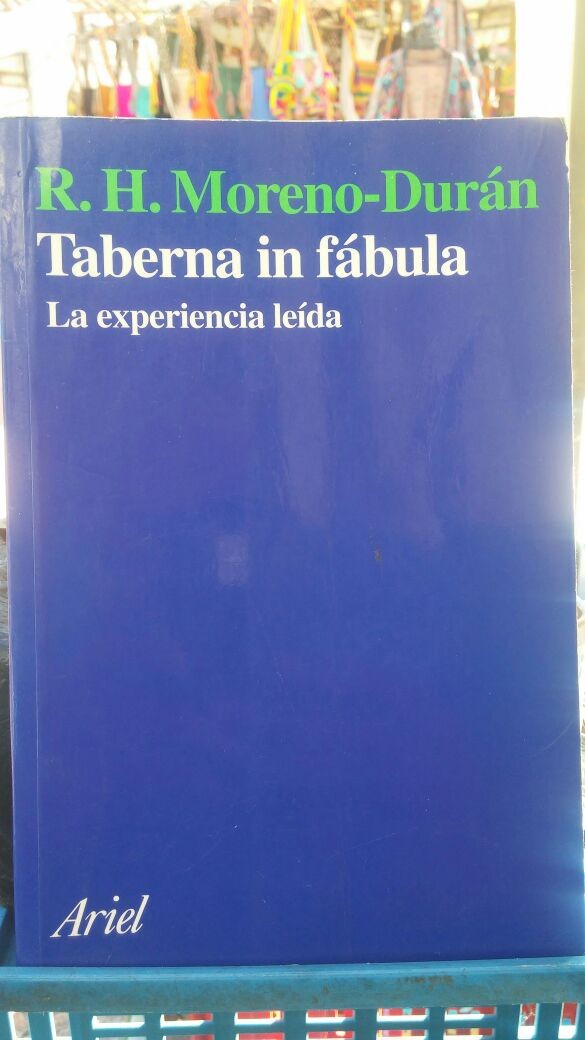 R. H. Moreno-Durán
Taberna in fábula
La experiencia leída
Ariel